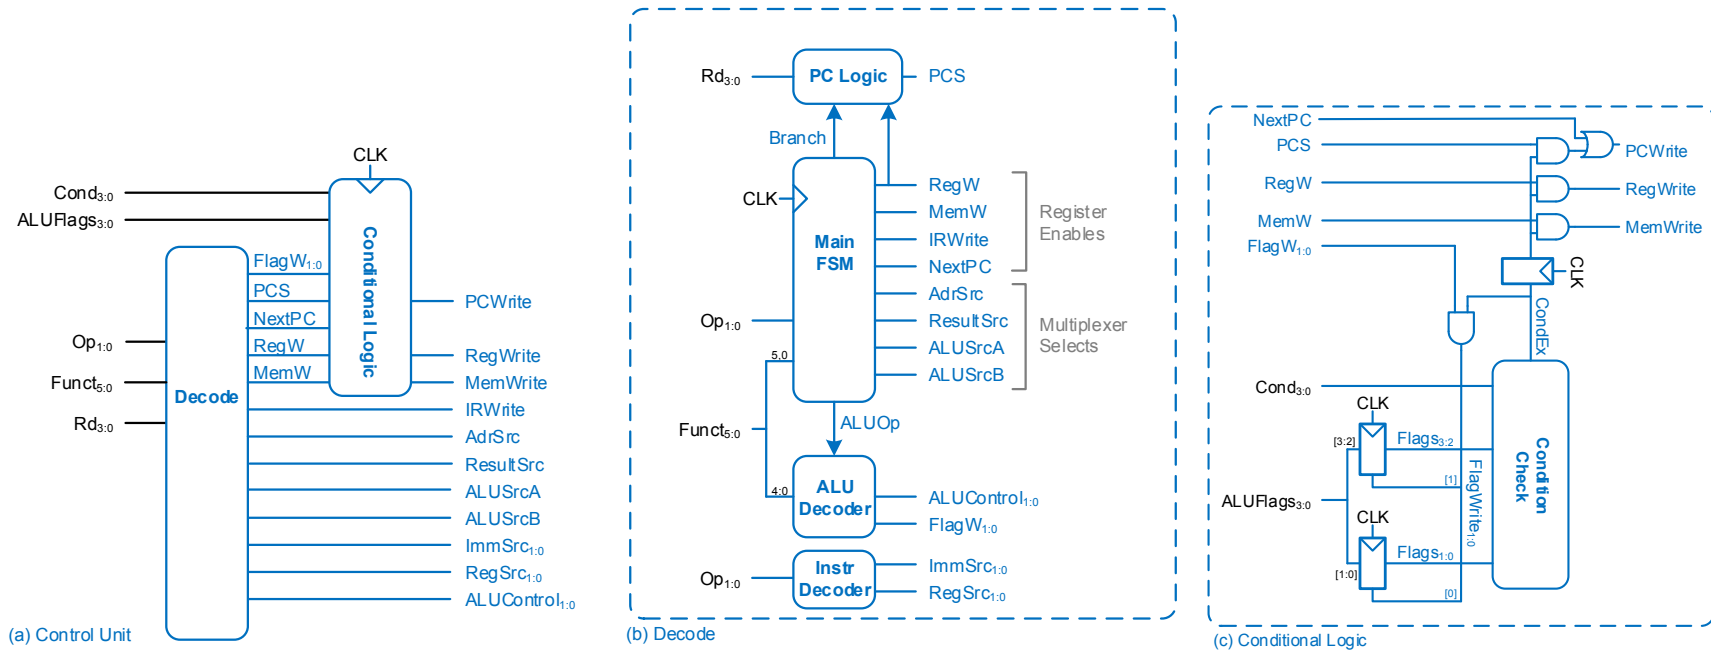 CLK
Cond3:0
ALUFlags3:0
Conditional Logic
FlagW1:0
PCS
NextPC
RegW
MemW
PCWrite
RegWrite
MemWrite
Op1:0
Funct5:0
Rd3:0
Decode
IRWrite
AdrSrc
ResultSrc
ALUSrcA
ALUSrcB
ImmSrc1:0
RegSrc1:0
ALUControl1:0
(a) Control Unit
Rd3:0
PC Logic
PCS
Branch
CLK
Main
FSM
RegW
MemW
IRWrite
NextPC
Register
Enables
AdrSrc
ResultSrc
ALUSrcA
ALUSrcB
Multiplexer
Selects
Op1:0
5,0
Funct5:0
ALUOp
4:0
ALU
Decoder
ALUControl1:0
FlagW1:0
Op1:0
Instr
Decoder
ImmSrc1:0
RegSrc1:0
(b) Decode
NextPC
PCS
RegW
MemW
FlagW1:0
PCWrite
RegWrite
MemWrite
CLK
CondEx
Cond3:0
CLK
[3:2]
Flags3:2
[1]
FlagWrite1:0
ALUFlags3:0
CLK
[1:0]
Flags1:0
[0]
Condition
Check
(c) Conditional Logic